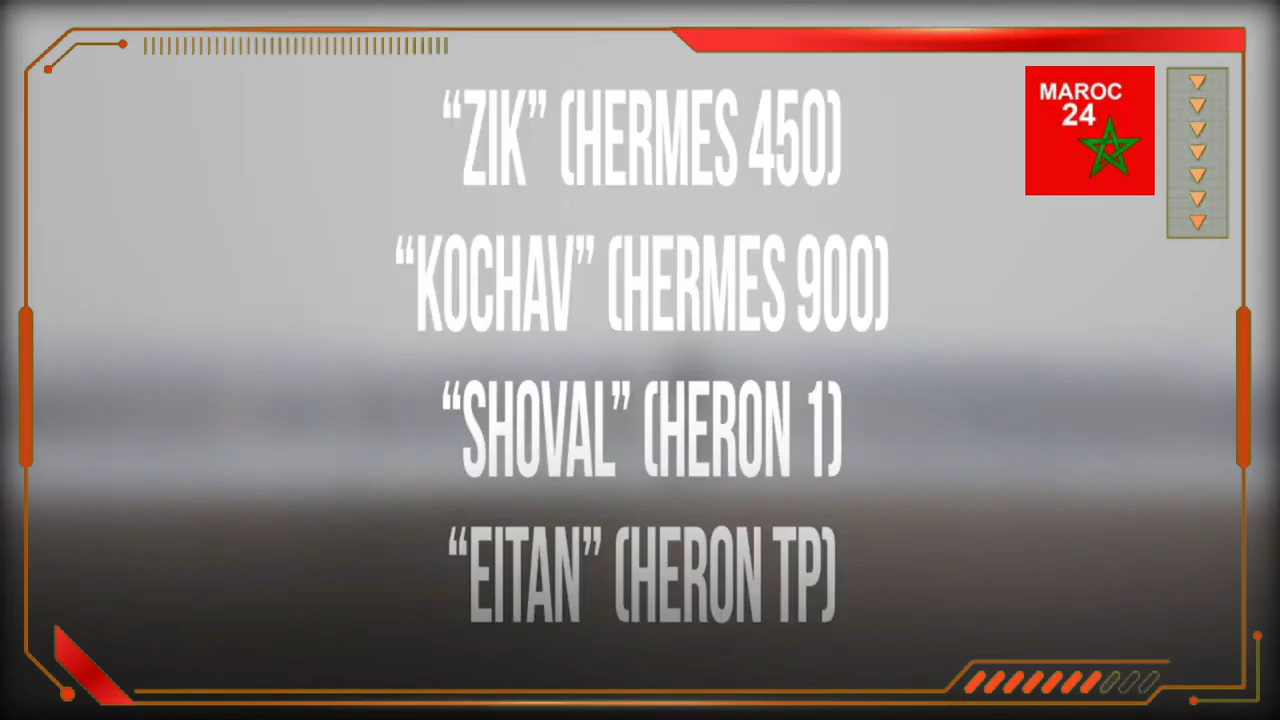 MAROC
24
“ZIK” (HERMES 450)
“KOCHAV” (HERMES 900)
“SHOVAL” (HERON 1)
“EITAN” (HERON TP)